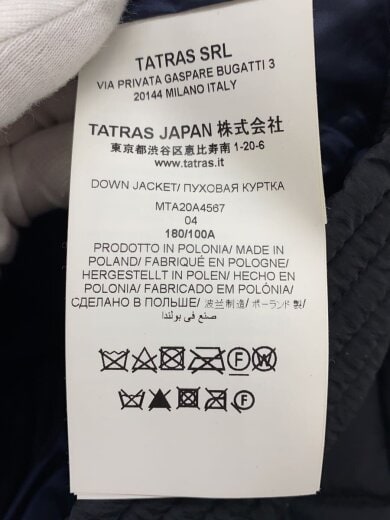 TATRAS SRL
VIA PRIVATA GASPARE BUGATTI 3
20144 MILANO ITALY
TATRAS JAPAN 株式会社
東京都渋谷区恵比寿南 1-20-6
www.tatras.it
DOWN JACKET/ ПУХОВАЯ КУРТКА
MTA20A4567
04
180/100A
PRODOTTO IN POLONIA/ MADE IN
POLAND/ FABRIQUÉ EN POLOGNE/
HERGESTELLT IN POLEN/ HECHO EN
POLONIA/ FABRICADO EM POLÓNIA/
СДЕЛАНО В ПОЛЬШЕ/ 波兰制造/ ポーランド製/
صنع في بولندا
F W
F